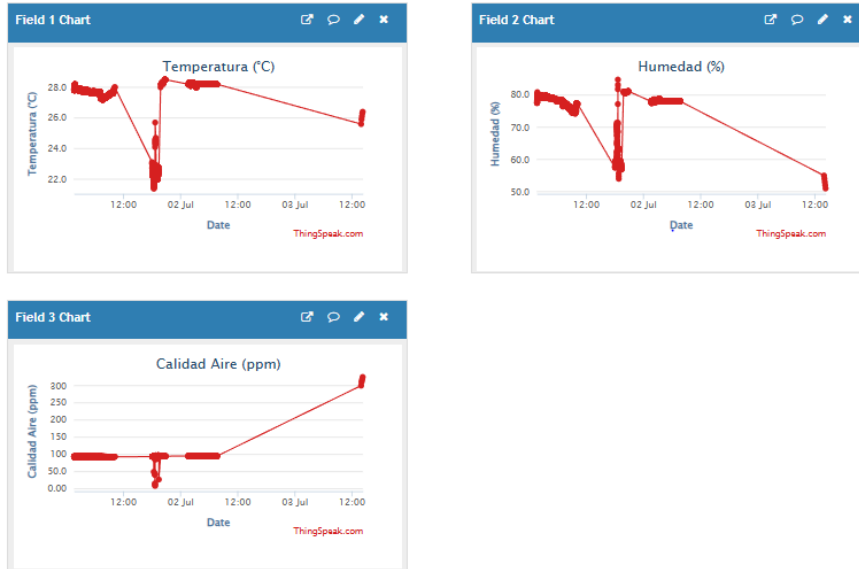 Field 1 Chart
Temperatura (°C)
Temperatura (°C)
28.0
26.0
24.0
22.0
12:00 02 Jul 12:00 03 Jul 12:00
Date
ThingSpeak.com
Field 2 Chart
Humedad (%)
Humedad (%)
80.0
70.0
60.0
50.0
12:00 02 Jul 12:00 03 Jul 12:00
Date
ThingSpeak.com
Field 3 Chart
Calidad Aire (ppm)
Calidad Aire (ppm)
300
250
200
150
100
50.0
0.00
12:00 02 Jul 12:00 03 Jul 12:00
Date
ThingSpeak.com